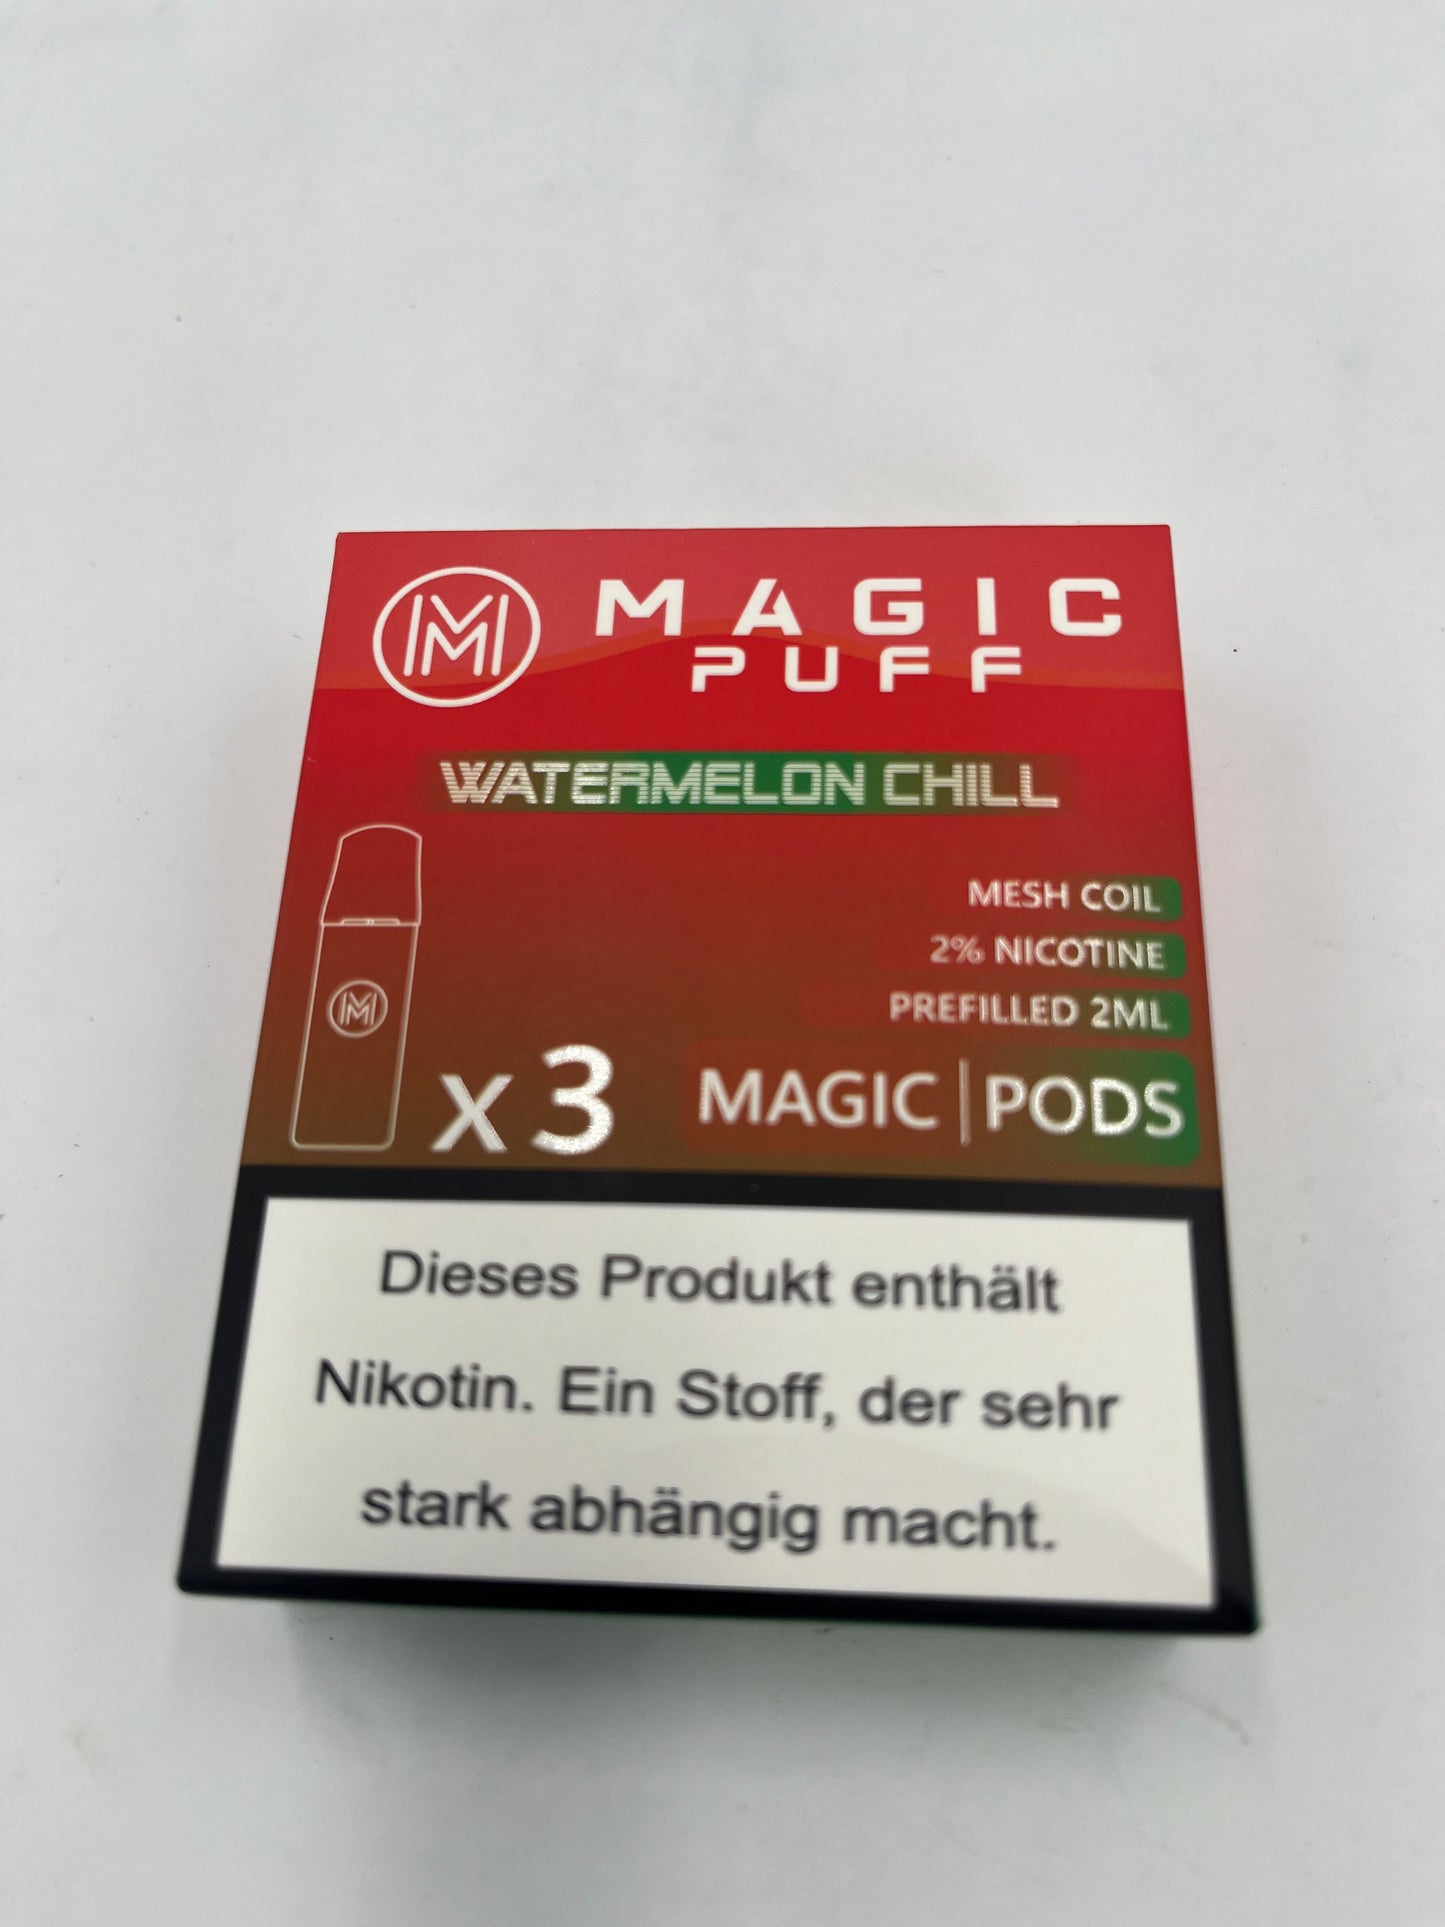 MAGIC
PUFF
WATERMELON CHILL
MESH COIL
2% NICOTINE
PREFILLED 2ML
x3
MAGIC | PODS
Dieses Produkt enthält
Nikotin. Ein Stoff, der sehr
stark abhängig macht.